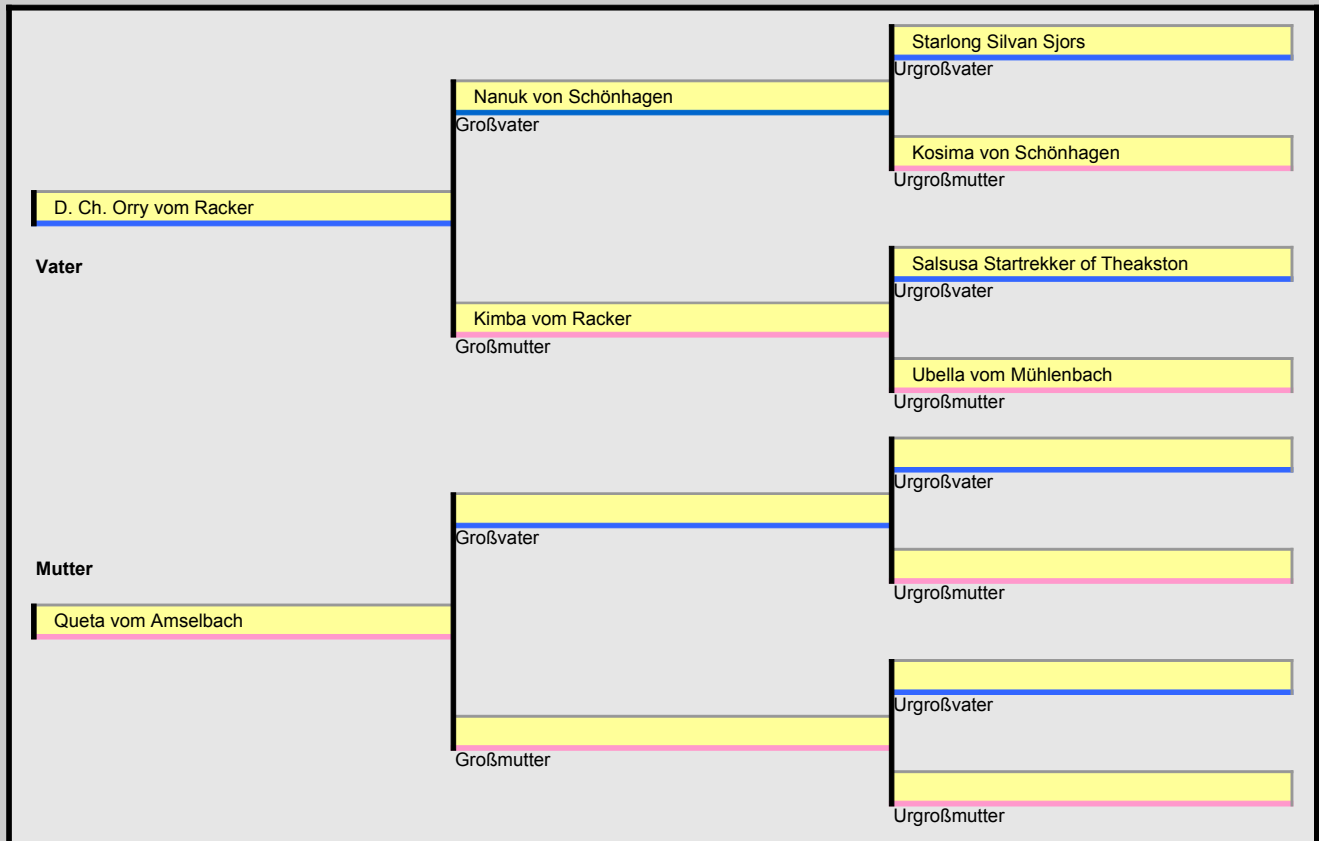 Starlong Silvan Sjors
Urgroßvater
Nanuk von Schönhagen
Großvater
Kosima von Schönhagen
Urgroßmutter
D. Ch. Orry vom Racker
Vater
Salsusa Startrekker of Theakston
Urgroßvater
Kimba vom Racker
Großmutter
Ubella vom Mühlenbach
Urgroßmutter
Urgroßvater
Großvater
Mutter
Urgroßmutter
Queta vom Amselbach
Urgroßvater
Großmutter
Urgroßmutter